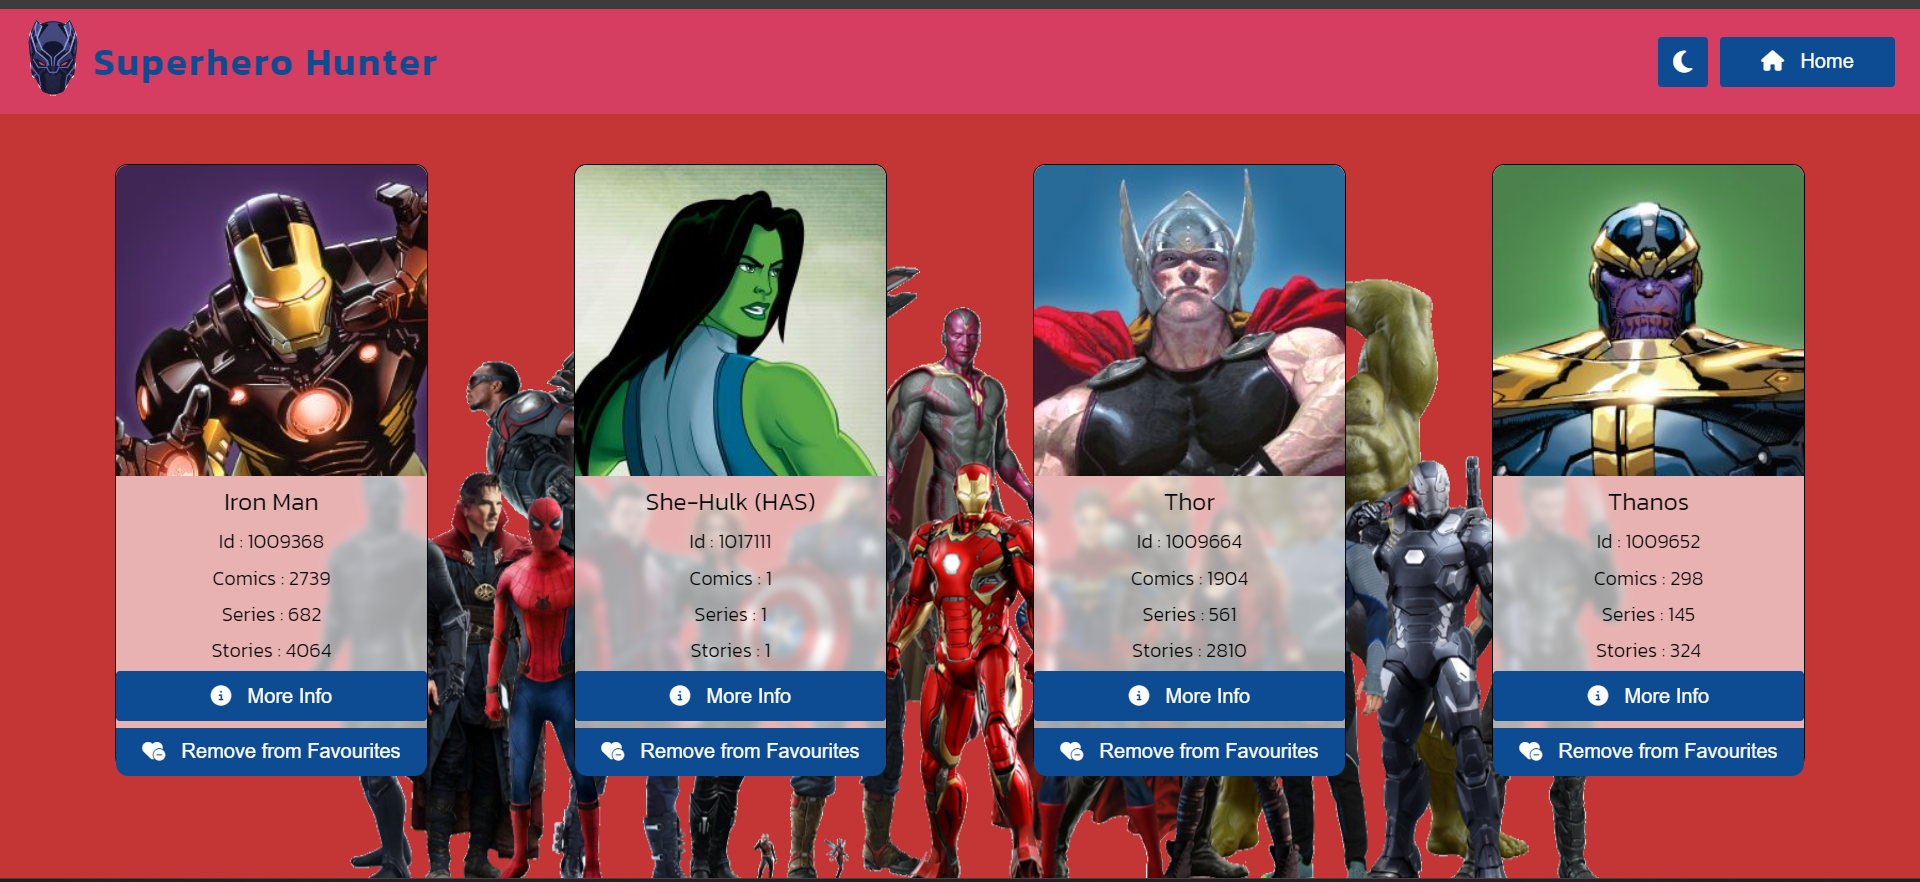 Superhero Hunter
Home
Iron Man
Id : 1009368
Comics : 2739
Series : 682
Stories : 4064
More Info
Remove from Favourites
She-Hulk (HAS)
Id : 1017111
Comics : 1
Series : 1
Stories : 1
More Info
Remove from Favourites
Thor
Id : 1009664
Comics : 1904
Series : 561
Stories : 2810
More Info
Remove from Favourites
Thanos
Id : 1009652
Comics : 298
Series : 145
Stories : 324
More Info
Remove from Favourites